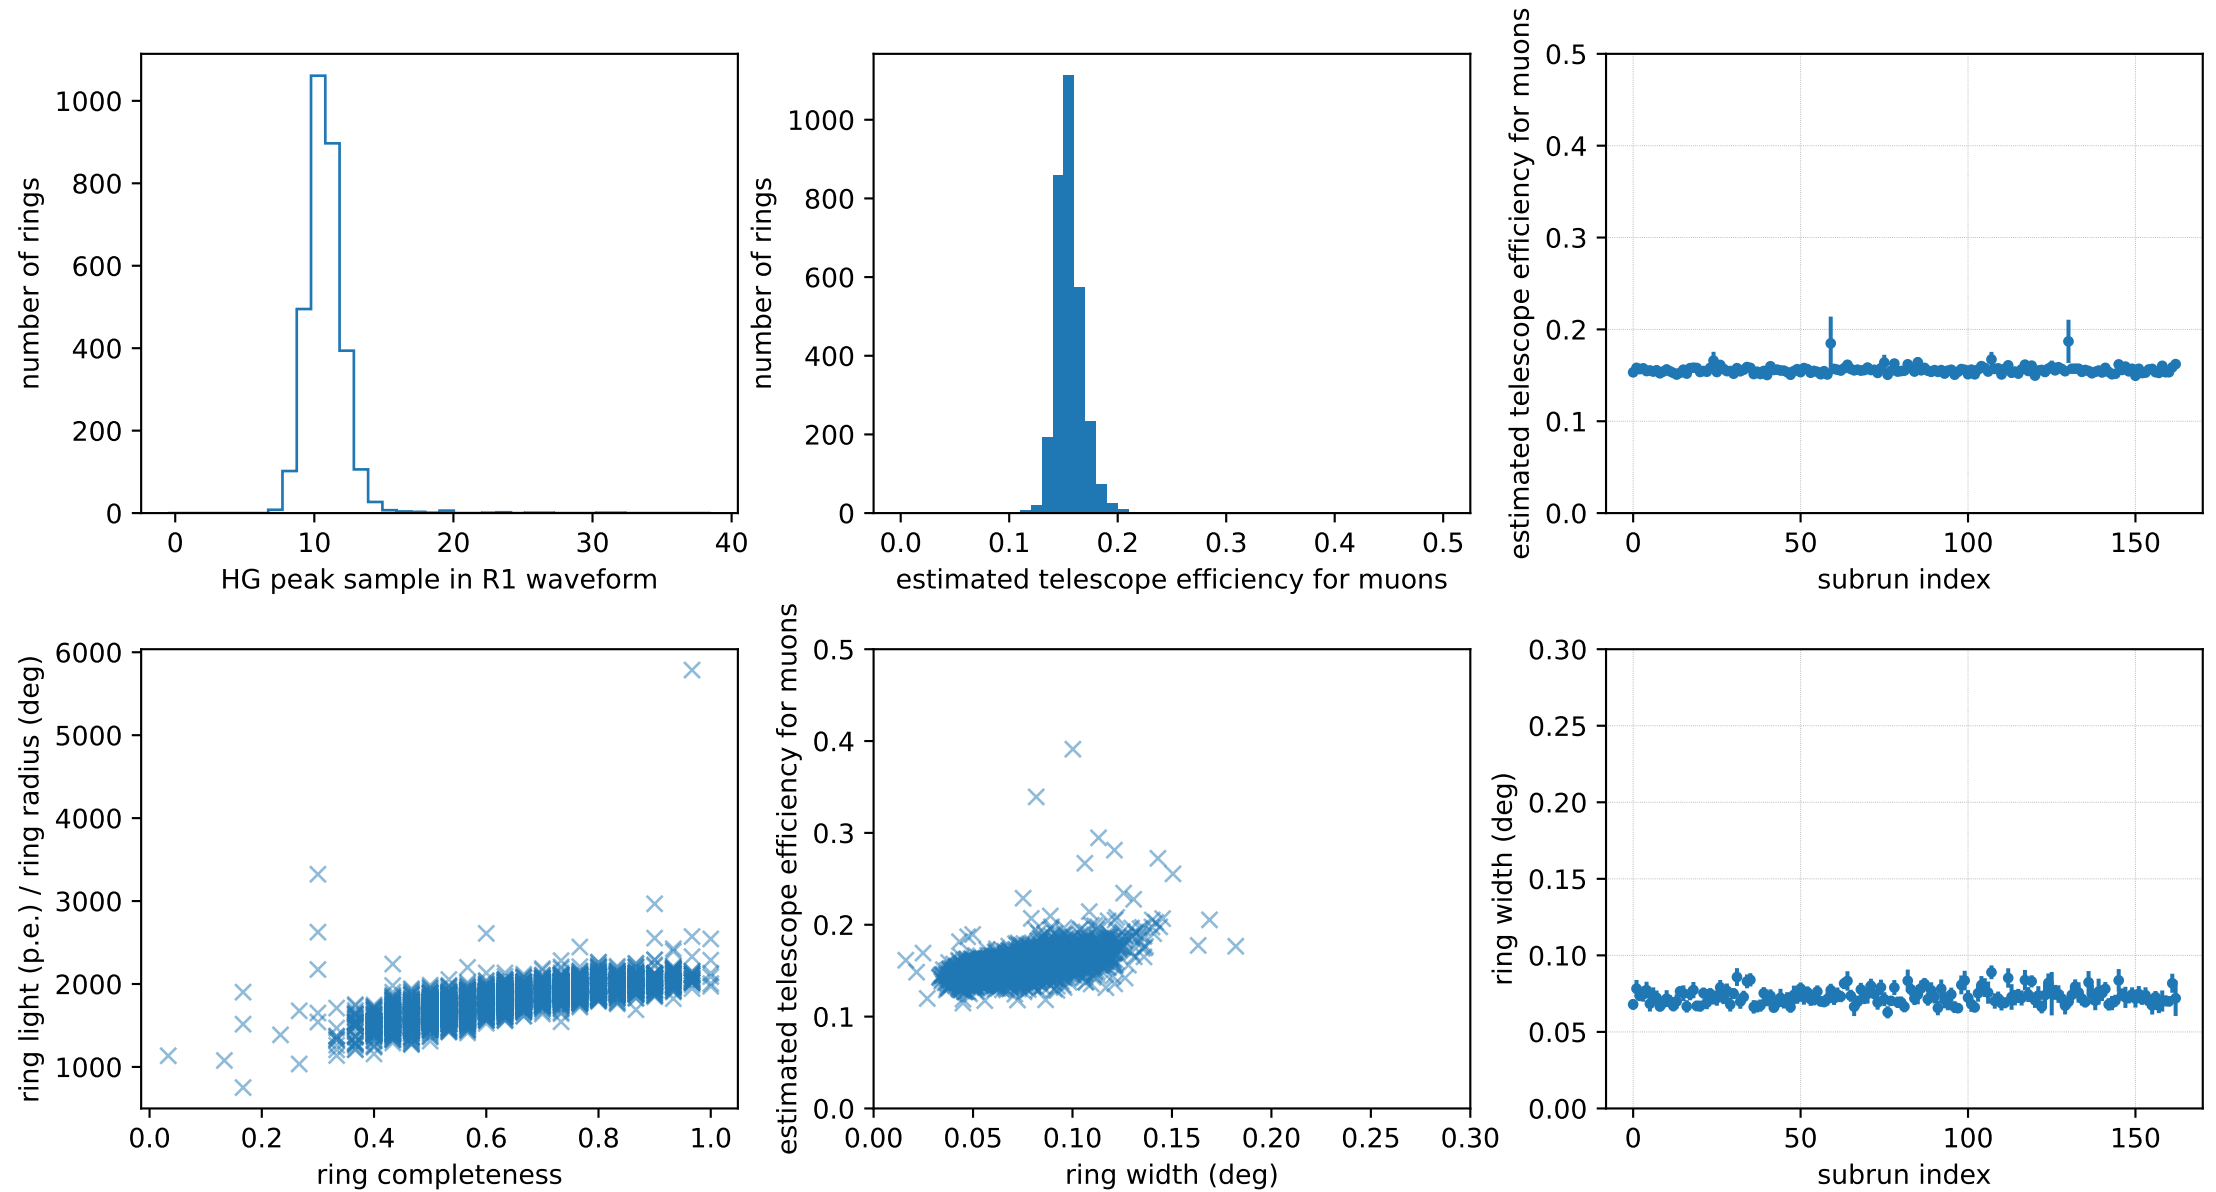 number of rings
1000
800
600
400
200
0
0 10 20 30 40
HG peak sample in R1 waveform
number of rings
1000
800
600
400
200
0
0.0 0.1 0.2 0.3 0.4 0.5
estimated telescope efficiency for muons
estimated telescope efficiency for muons
0.5
0.4
0.3
0.2
0.1
0.0
0 50 100 150
subrun index
ring light (p.e.) / ring radius (deg)
6000
5000
4000
3000
2000
1000
0.0 0.2 0.4 0.6 0.8 1.0
ring completeness
estimated telescope efficiency for muons
0.5
0.4
0.3
0.2
0.1
0.0
0.00 0.05 0.10 0.15 0.20 0.25 0.30
ring width (deg)
ring width (deg)
0.30
0.25
0.20
0.15
0.10
0.05
0.00
0 50 100 150
subrun index